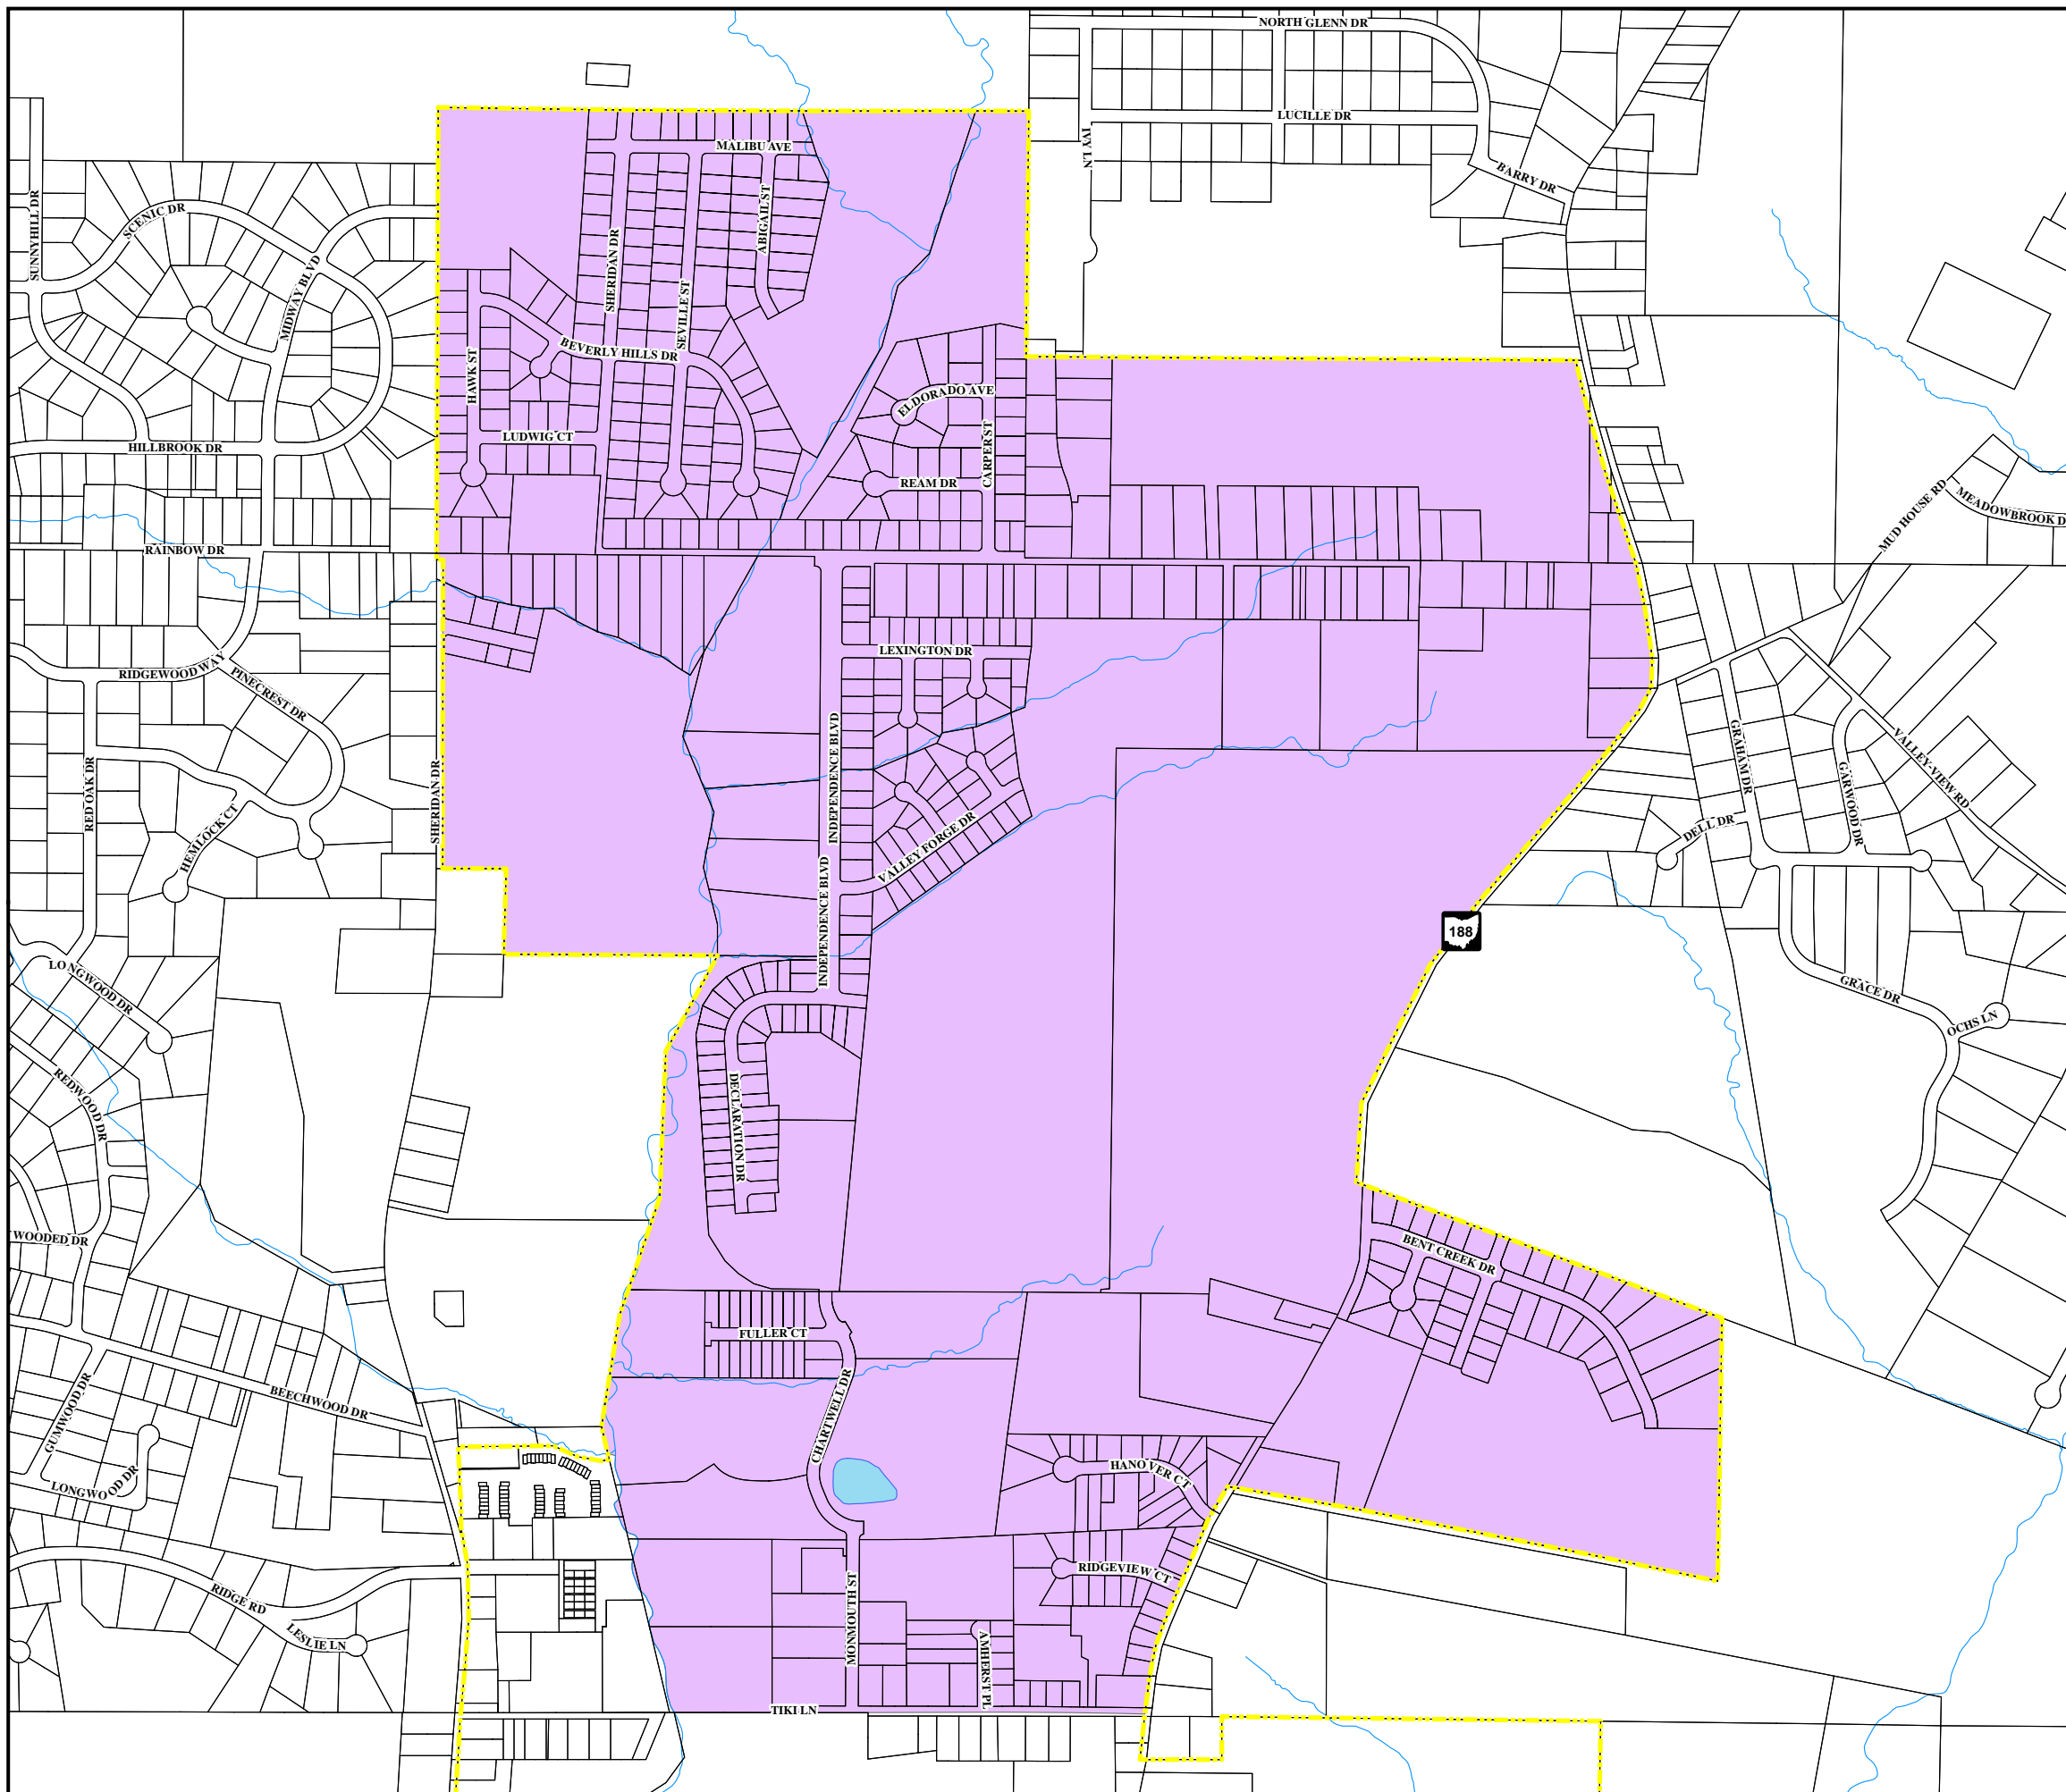 NORTH GLENN DR
LUCILLE DR
IVY LN
MALIBU AVE
BARRY DR
SUNNYHILL DR
SCENIC DR
ABIGAIL ST
SHERIDAN DR
MIDWAY BLVD
SEVILLE ST
BEVERLY HILLS DR
HAWK ST
ELDORADO AVE
LUDWIG CT
HILLBROOK DR
CARPER ST
REAM DR
MUD HOUSE RD
MEADOWBROOK D
RAINBOW DR
LEXINGTON DR
RIDGEWOOD WAY
PINECREST DR
INDEPENDENCE BLVD
GRAHAM DR
VALLEY-VIEW RD
RED OAK DR
SHERIDAN DR
GARWOOD DR
HEMLOCK CT
DELL DR
VALLEY FORGE DR
INDEPENDENCE BLVD
188
LONGWOOD DR
GRACE DR
OCHS LN
REDWOOD DR
DECLARATION DR
WOODED DR
BENT CREEK DR
FULLER CT
BEECHWOOD DR
GUMWOOD DR
CHARTWELL DR
HANOVER CT
LONGWOOD DR
RIDGEVIEW CT
RIDGE RD
MONMOUTH ST
LESLIE LN
AMHERST PL
TIKI LN